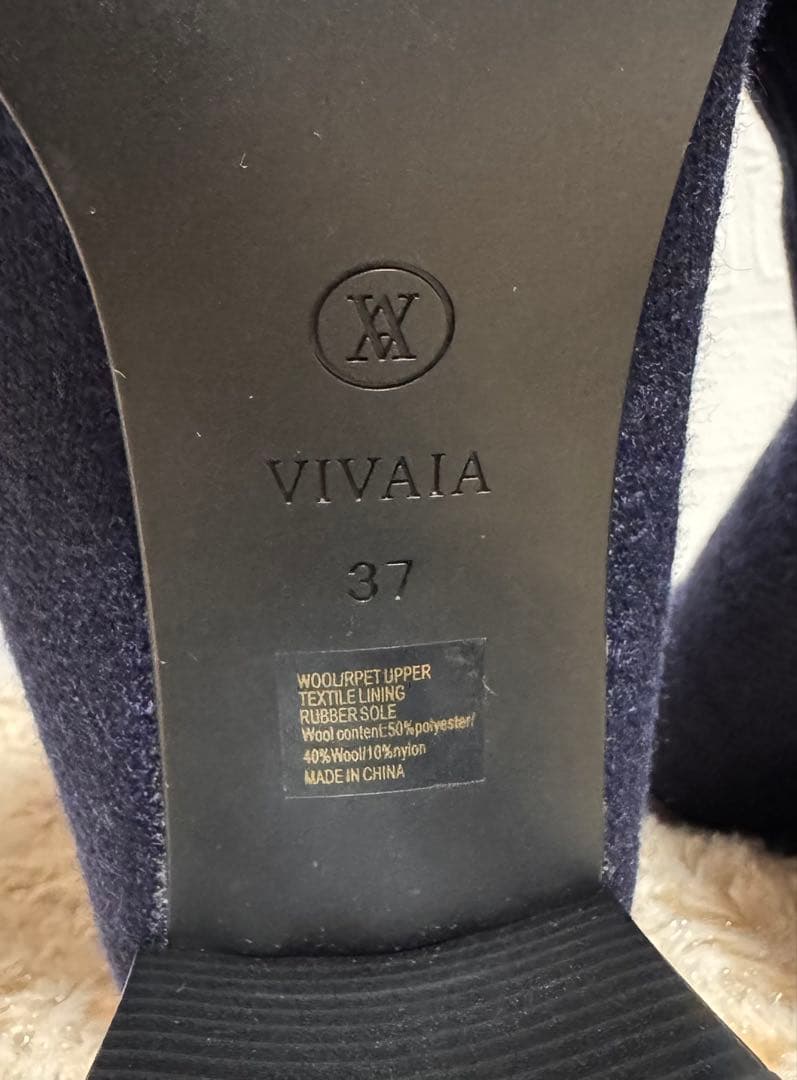 VIVAIA
37
WOOL/RPET UPPER
TEXTILE LINING
RUBBER SOLE
Wool content:50%polyester/
40%Wool/10%nylon
MADE IN CHINA